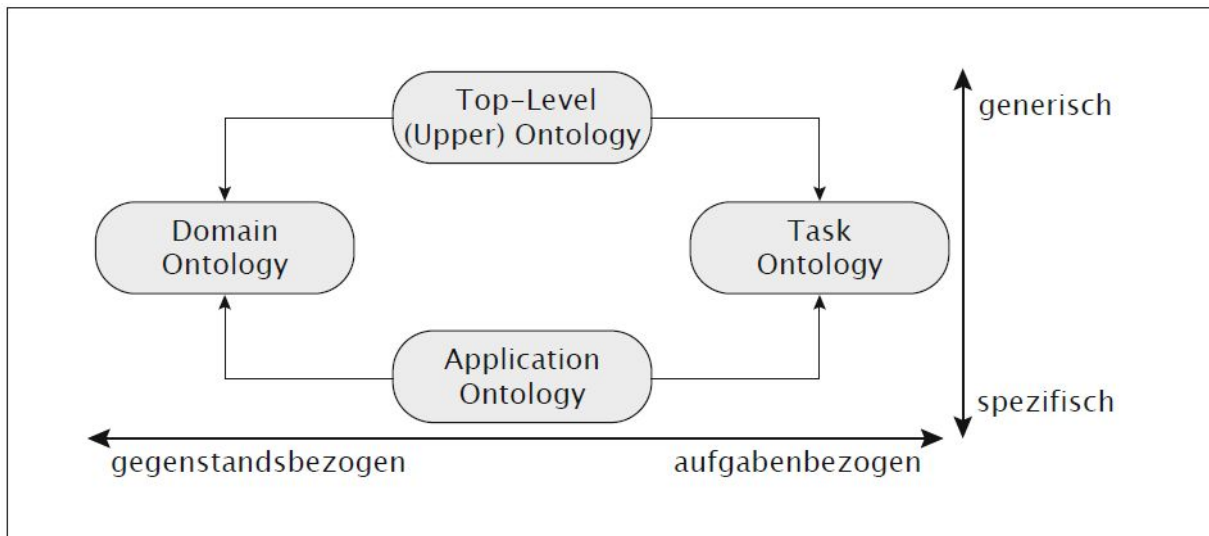 Top-Level
(Upper) Ontology
generisch
Domain
Ontology
Task
Ontology
Application
Ontology
spezifisch
gegenstandsbezogen
aufgabenbezogen